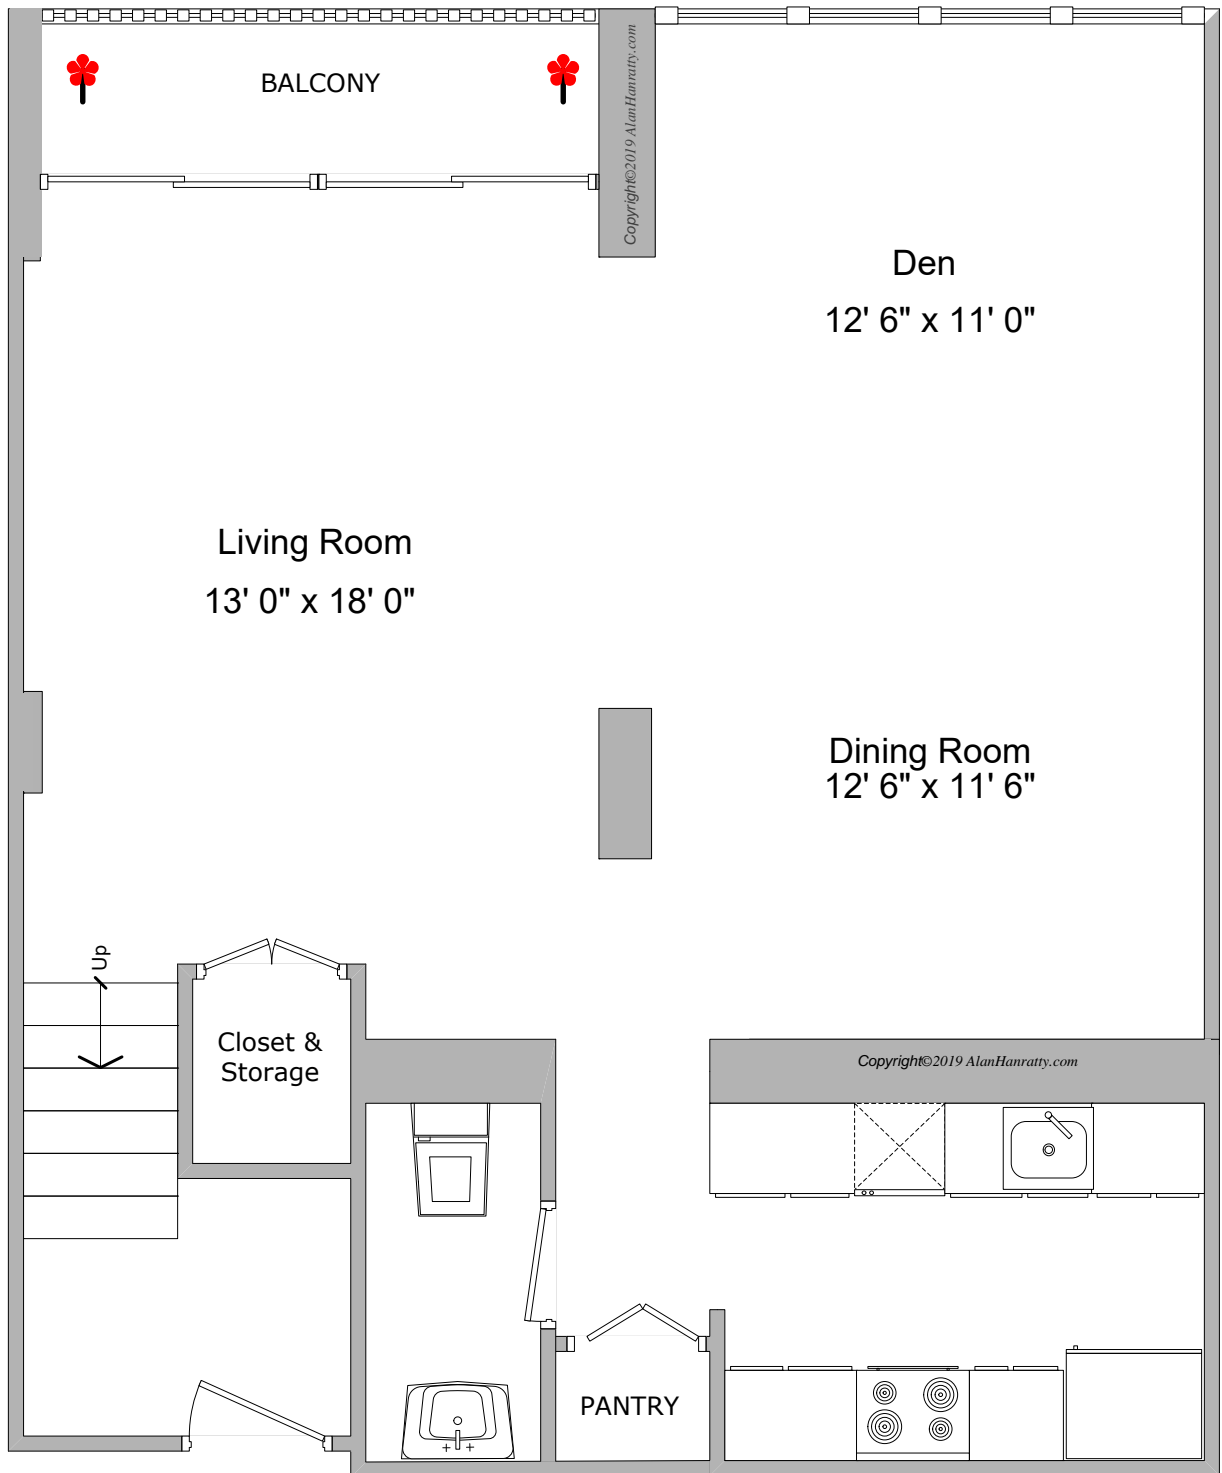 BALCONY
Copyright©2019 AlanHanratty.com
Den
12' 6" x 11' 0"
Living Room
13' 0" x 18' 0"
Dining Room
12' 6" x 11' 6"
Up
Closet &
Storage
Copyright©2019 AlanHanratty.com
PANTRY